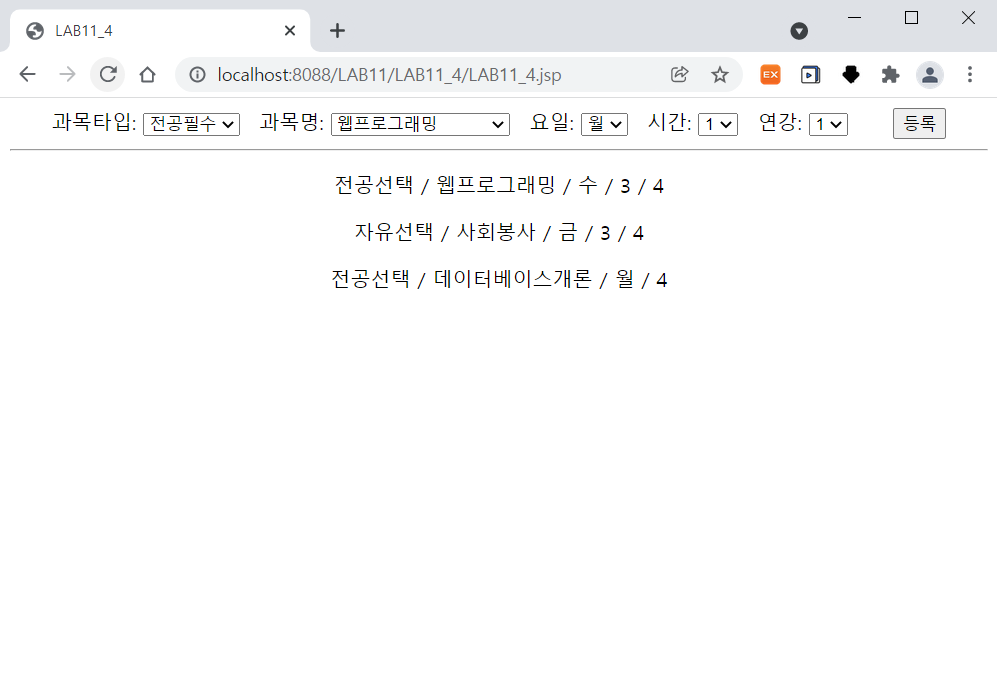 LAB11_4
localhost:8088/LAB11/LAB11_4/LAB11_4.jsp
EX
과목타입: 전공필수 과목명: 웹프로그래밍 요일: 월 시간: 1 연강: 1 등록
전공선택 / 웹프로그래밍 / 수 / 3 / 4
자유선택 / 사회봉사 / 금 / 3 / 4
전공선택 / 데이터베이스개론 / 월 / 4